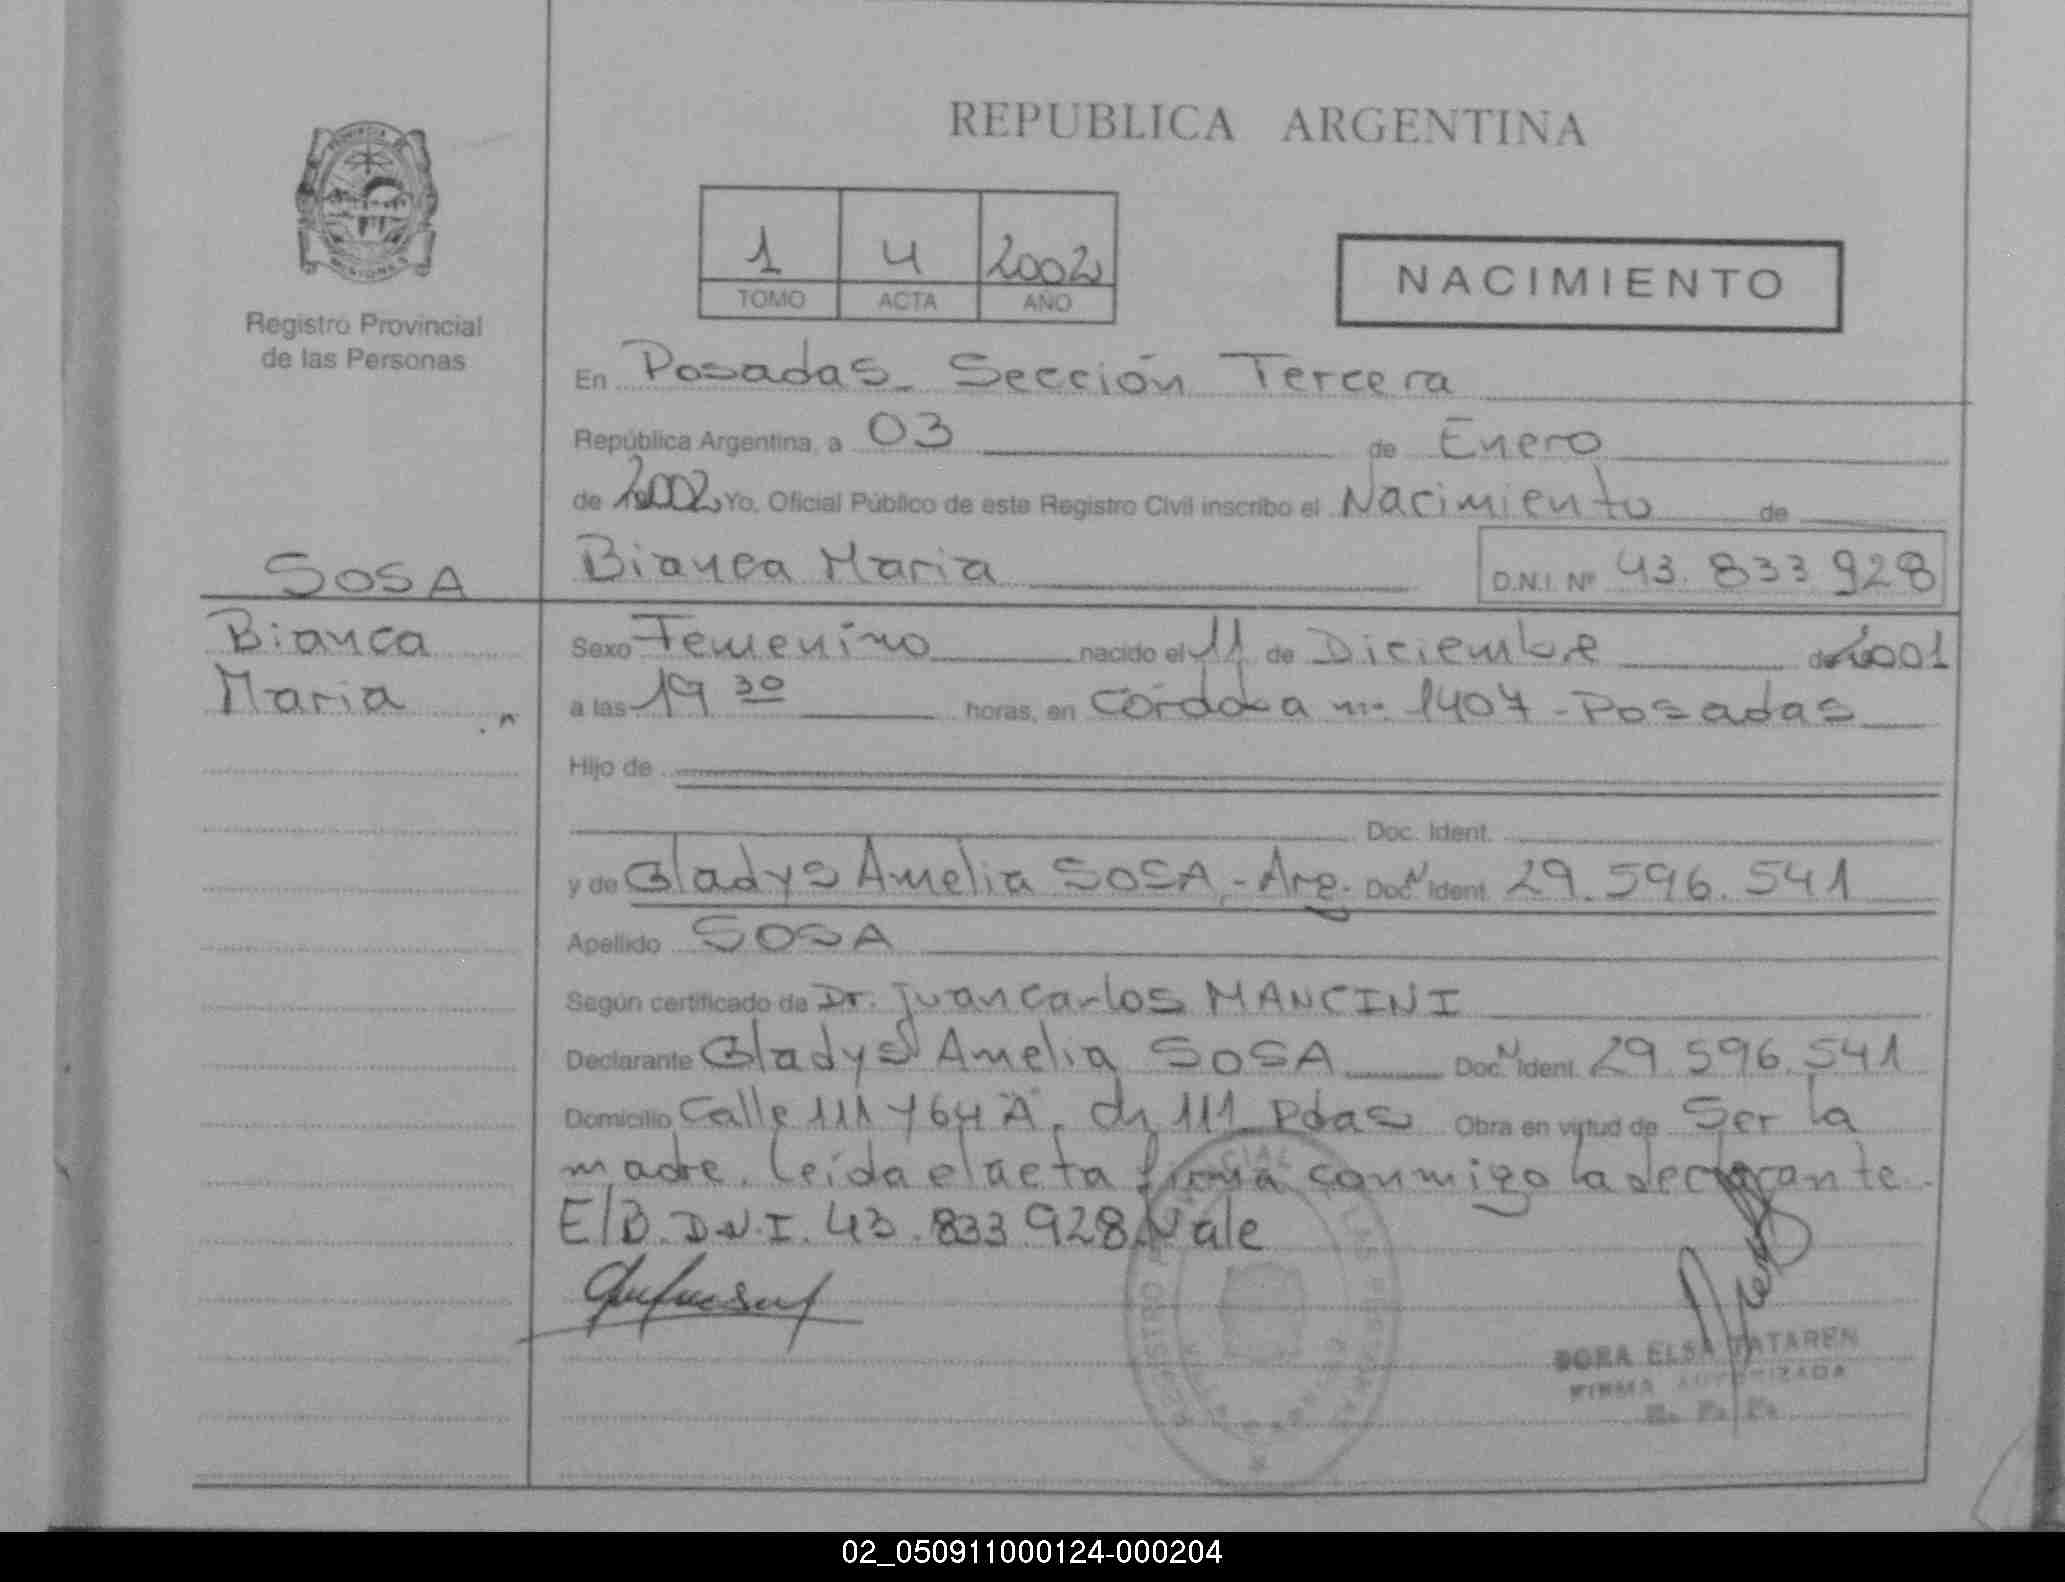 REPUBLICA ARGENTINA
1 4 2002
TOMO ACTA AÑO
NACIMIENTO
Registro Provincial
de las Personas
En Posadas. Sección Tercera
República Argentina, a 03 de Enero
de 2002 Yo, Oficial Público de este Registro Civil inscribo el Nacimiento de
SOSA
Bianca Maria D.N.I. Nº 43.833 928
Bianca
Maria
Sexo Femenino nacido el 11 de Diciembre de 2001
a las 19 30 horas, en Córdoba nº 1407 - Posadas
Hijo de
Doc. Ident.
y de Gladys Amelia SOSA - Arg. Doc. N Ident. 29.596.541
Apellido SOSA
Según certificado de Dr. Juan Carlos MANCINI
Declarante Gladys Amelia SOSA Doc. N Ident. 29.596.541
Domicilio Calle 111 y 64 A. ch 111 Pdas Obra en virtud de Ser la
madre. leída el acta firma conmigo la declarante.
E/B. D.N.I. 43.833 928 Vale
DORA ELSA TATAREN
FIRMA AUTORIZADA
R. P. P.
02_050911000124-000204